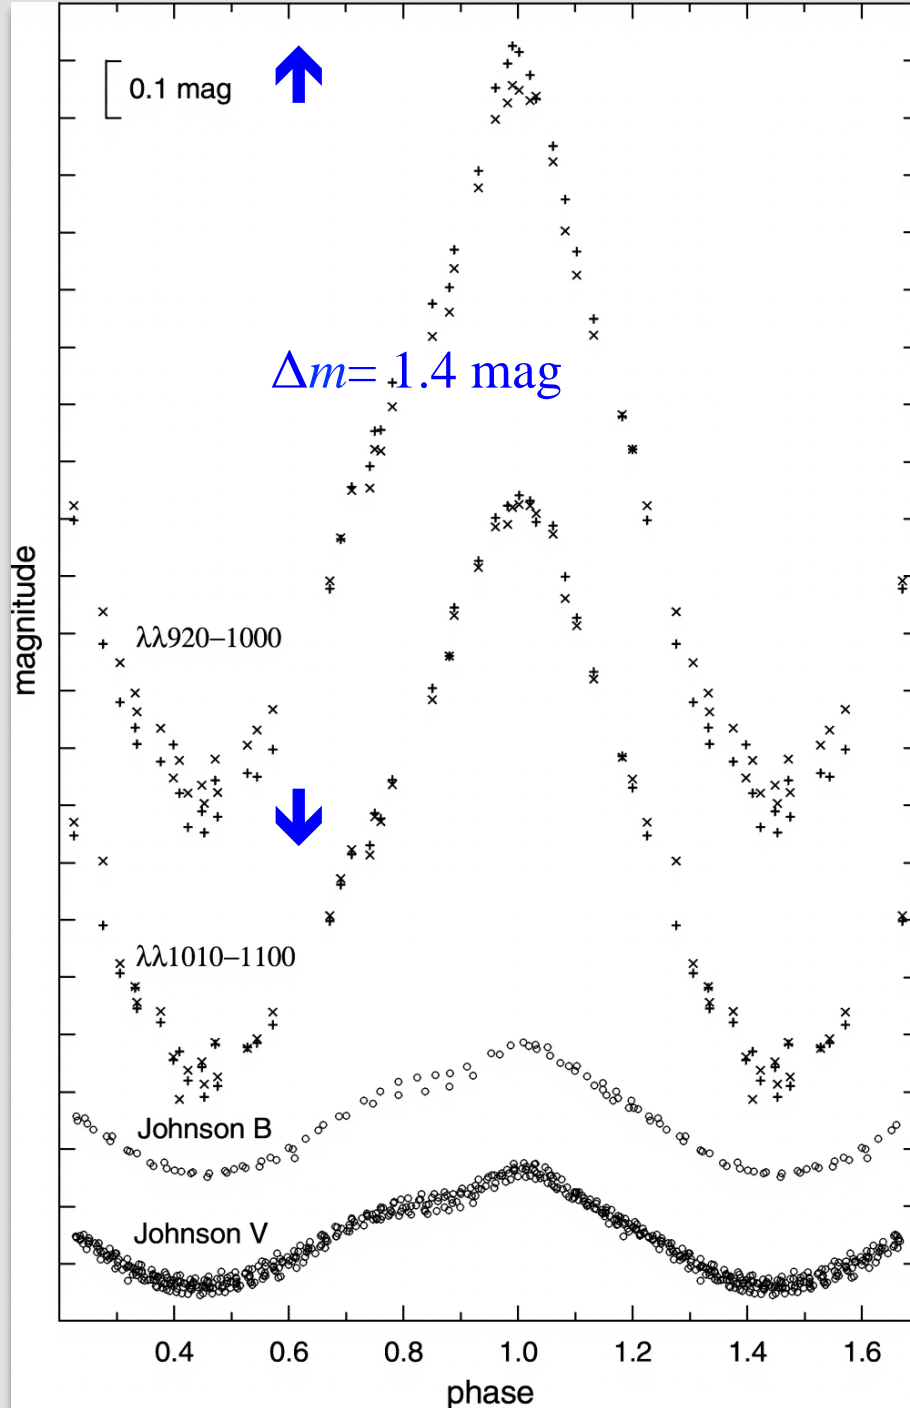 0.1 mag
Δm= 1.4 mag
magnitude
λλ920–1000
λλ1010–1100
Johnson B
Johnson V
0.4 0.6 0.8 1.0 1.2 1.4 1.6
phase